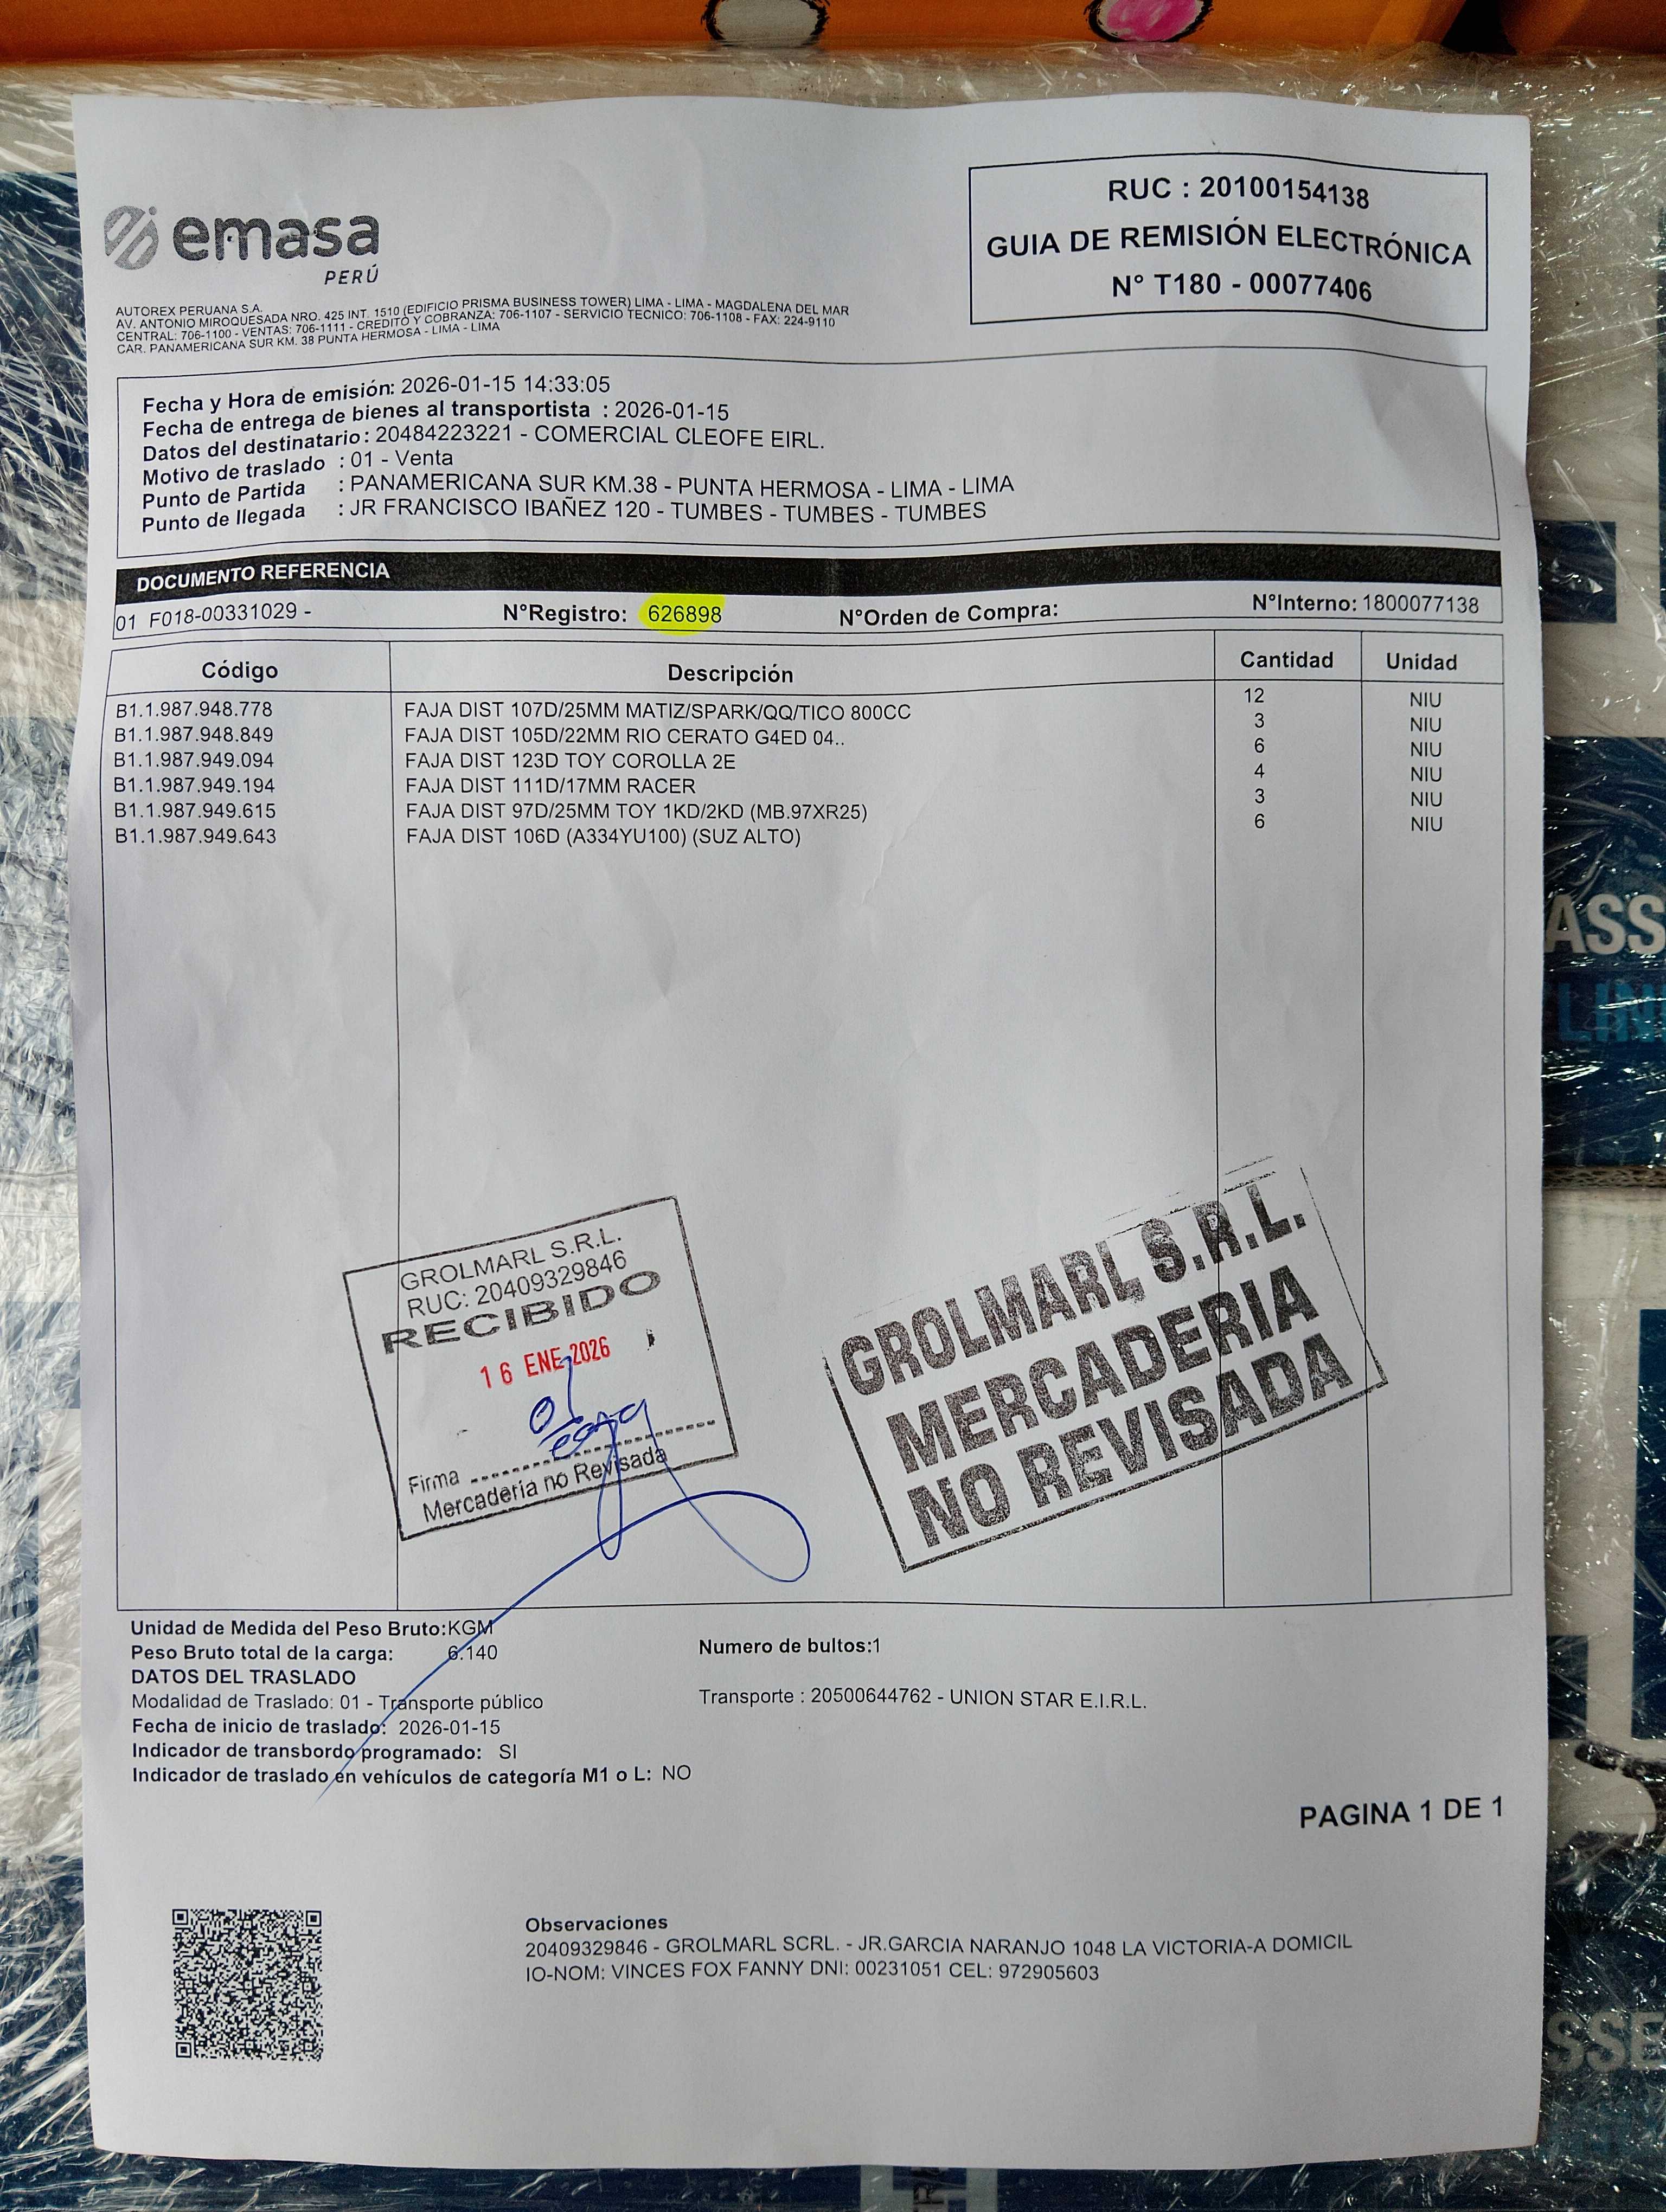 emasa
PERÚ
RUC : 20100154138
GUIA DE REMISIÓN ELECTRÓNICA
N° T180 - 00077406
AUTOREX PERUANA S.A.
AV. ANTONIO MIROQUESADA NRO. 425 INT. 1510 (EDIFICIO PRISMA BUSINESS TOWER) LIMA - LIMA - MAGDALENA DEL MAR
CENTRAL: 706-1100 - VENTAS: 706-1111 - CREDITO Y COBRANZA: 706-1107 - SERVICIO TECNICO: 706-1108 - FAX: 224-9110
CAR. PANAMERICANA SUR KM. 38 PUNTA HERMOSA - LIMA - LIMA
Fecha y Hora de emisión: 2026-01-15 14:33:05
Fecha de entrega de bienes al transportista : 2026-01-15
Datos del destinatario: 20484223221 - COMERCIAL CLEOFE EIRL.
Motivo de traslado : 01 - Venta
Punto de Partida : PANAMERICANA SUR KM.38 - PUNTA HERMOSA - LIMA - LIMA
Punto de llegada : JR FRANCISCO IBAÑEZ 120 - TUMBES - TUMBES - TUMBES
DOCUMENTO REFERENCIA
01 F018-00331029 - N°Registro: 626898 N°Orden de Compra: N°Interno: 1800077138
Código Descripción Cantidad Unidad
B1.1.987.948.778 FAJA DIST 107D/25MM MATIZ/SPARK/QQ/TICO 800CC 12 NIU
B1.1.987.948.849 FAJA DIST 105D/22MM RIO CERATO G4ED 04.. 3 NIU
B1.1.987.949.094 FAJA DIST 123D TOY COROLLA 2E 6 NIU
B1.1.987.949.194 FAJA DIST 111D/17MM RACER 4 NIU
B1.1.987.949.615 FAJA DIST 97D/25MM TOY 1KD/2KD (MB.97XR25) 3 NIU
B1.1.987.949.643 FAJA DIST 106D (A334YU100) (SUZ ALTO) 6 NIU
GROLMARL S.R.L.
RUC: 20409329846
RECIBIDO
16 ENE 2026
Firma
Mercadería no Revisada
GROLMARL S.R.L.
MERCADERIA
NO REVISADA
Unidad de Medida del Peso Bruto:KGM
Peso Bruto total de la carga: 6.140 Numero de bultos:1
DATOS DEL TRASLADO
Modalidad de Traslado: 01 - Transporte público Transporte : 20500644762 - UNION STAR E.I.R.L.
Fecha de inicio de traslado: 2026-01-15
Indicador de transbordo programado: SI
Indicador de traslado en vehículos de categoría M1 o L: NO
PAGINA 1 DE 1
Observaciones
20409329846 - GROLMARL SCRL. - JR.GARCIA NARANJO 1048 LA VICTORIA-A DOMICIL
IO-NOM: VINCES FOX FANNY DNI: 00231051 CEL: 972905603